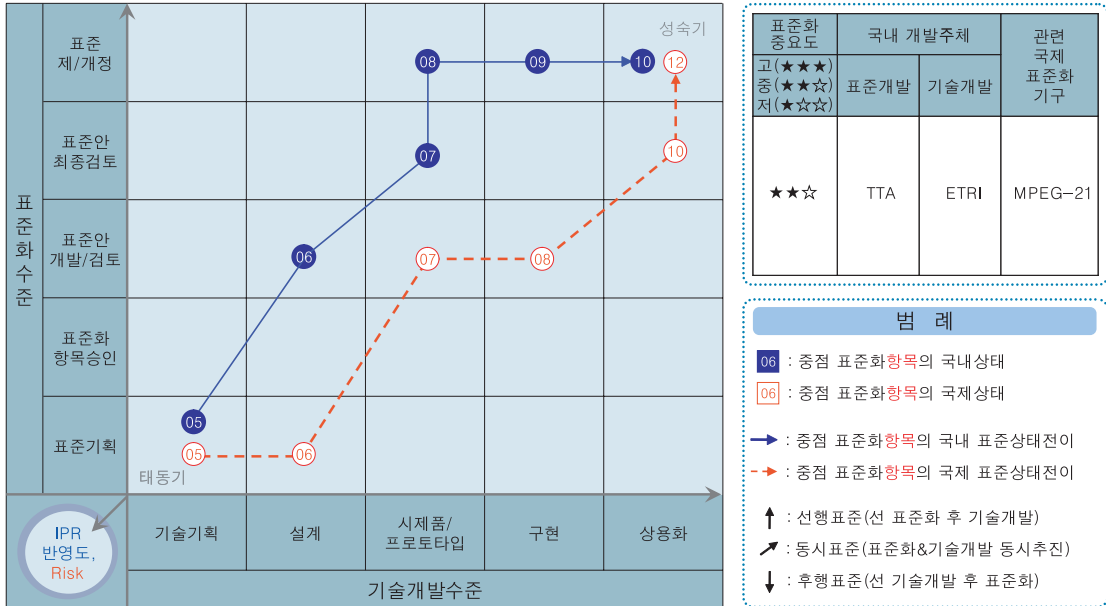 표준화수준
표준
제/개정
표준안
최종검토
표준안
개발/검토
표준화
항목승인
표준기획
성숙기
08
09
10
12
07
10
06
07
08
05
05
06
태동기
IPR
반영도,
Risk
기술기획
설계
시제품/
프로토타입
구현
상용화
기술개발수준
표준화
중요도
국내 개발주체
관련
국제
표준화
기구
고(★★★)
중(★★☆)
저(★☆☆)
표준개발
기술개발
★★☆
TTA
ETRI
MPEG-21
범 례
06 : 중점 표준화항목의 국내상태
06 : 중점 표준화항목의 국제상태
: 중점 표준화항목의 국내 표준상태전이
: 중점 표준화항목의 국제 표준상태전이
: 선행표준(선 표준화 후 기술개발)
: 동시표준(표준화&기술개발 동시추진)
: 후행표준(선 기술개발 후 표준화)